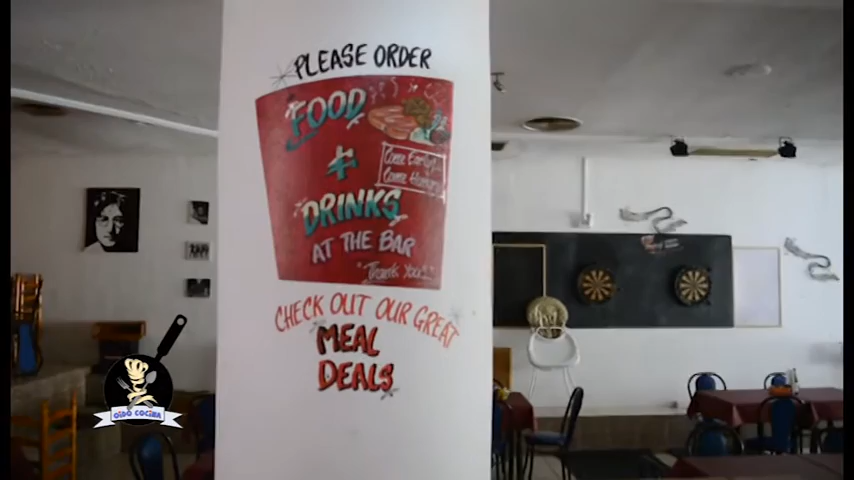 PLEASE ORDER
FOOD
+
DRINKS
Come Early
Come Hungry
AT THE BAR
"Thank You"
CHECK OUT OUR GREAT
MEAL
DEALS
OÍDO COCINA